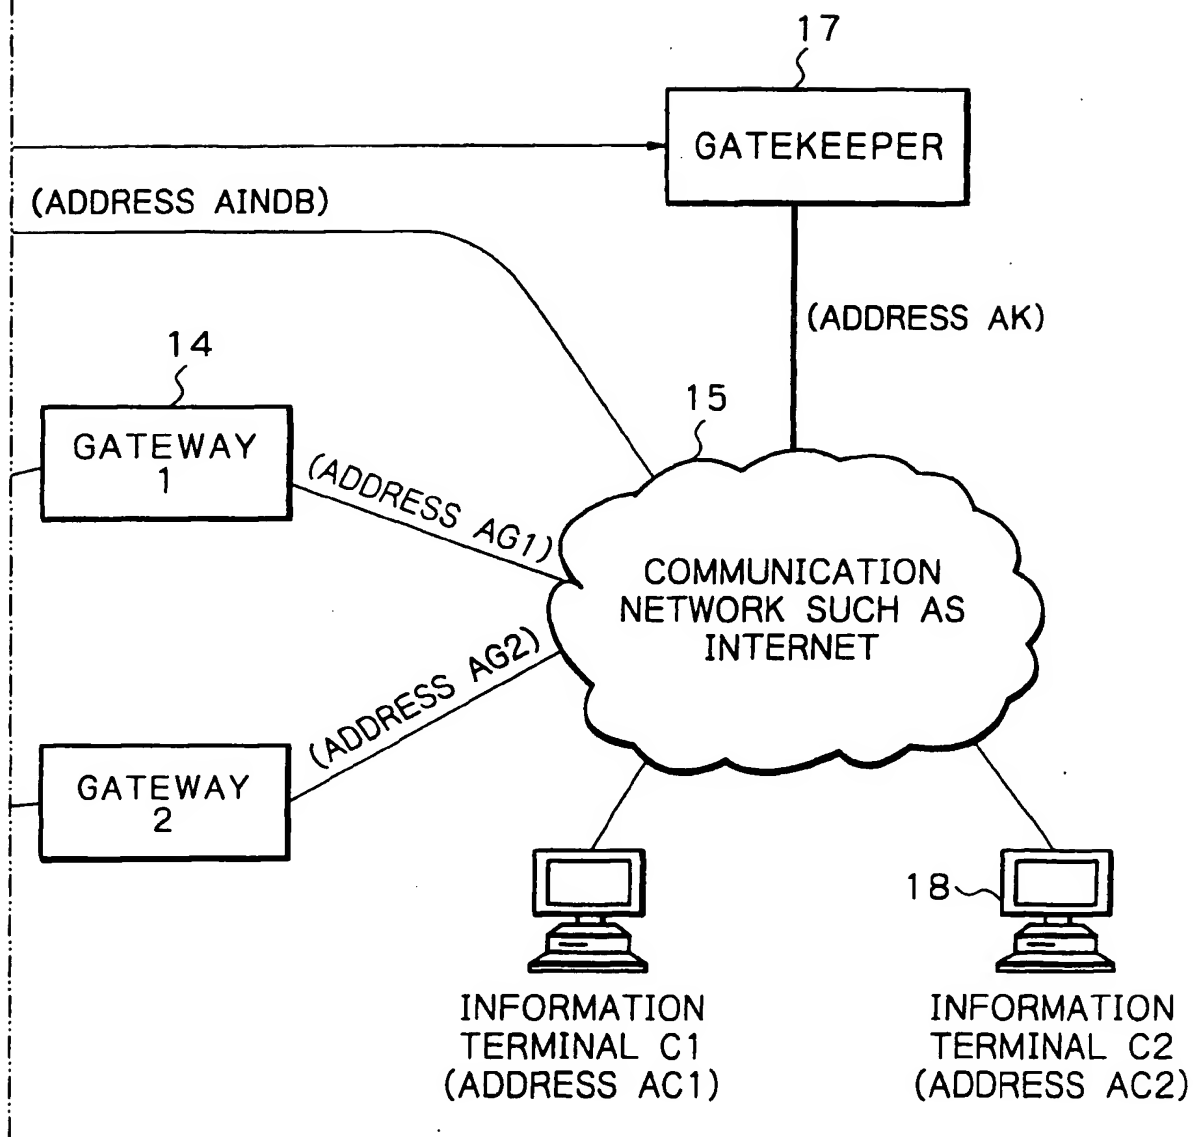 17
GATEKEEPER
(ADDRESS AINDB)
(ADDRESS AK)
14
GATEWAY
1
15
(ADDRESS AG1)
COMMUNICATION
NETWORK SUCH AS
INTERNET
(ADDRESS AG2)
GATEWAY
2
18
INFORMATION
TERMINAL C1
(ADDRESS AC1)
INFORMATION
TERMINAL C2
(ADDRESS AC2)